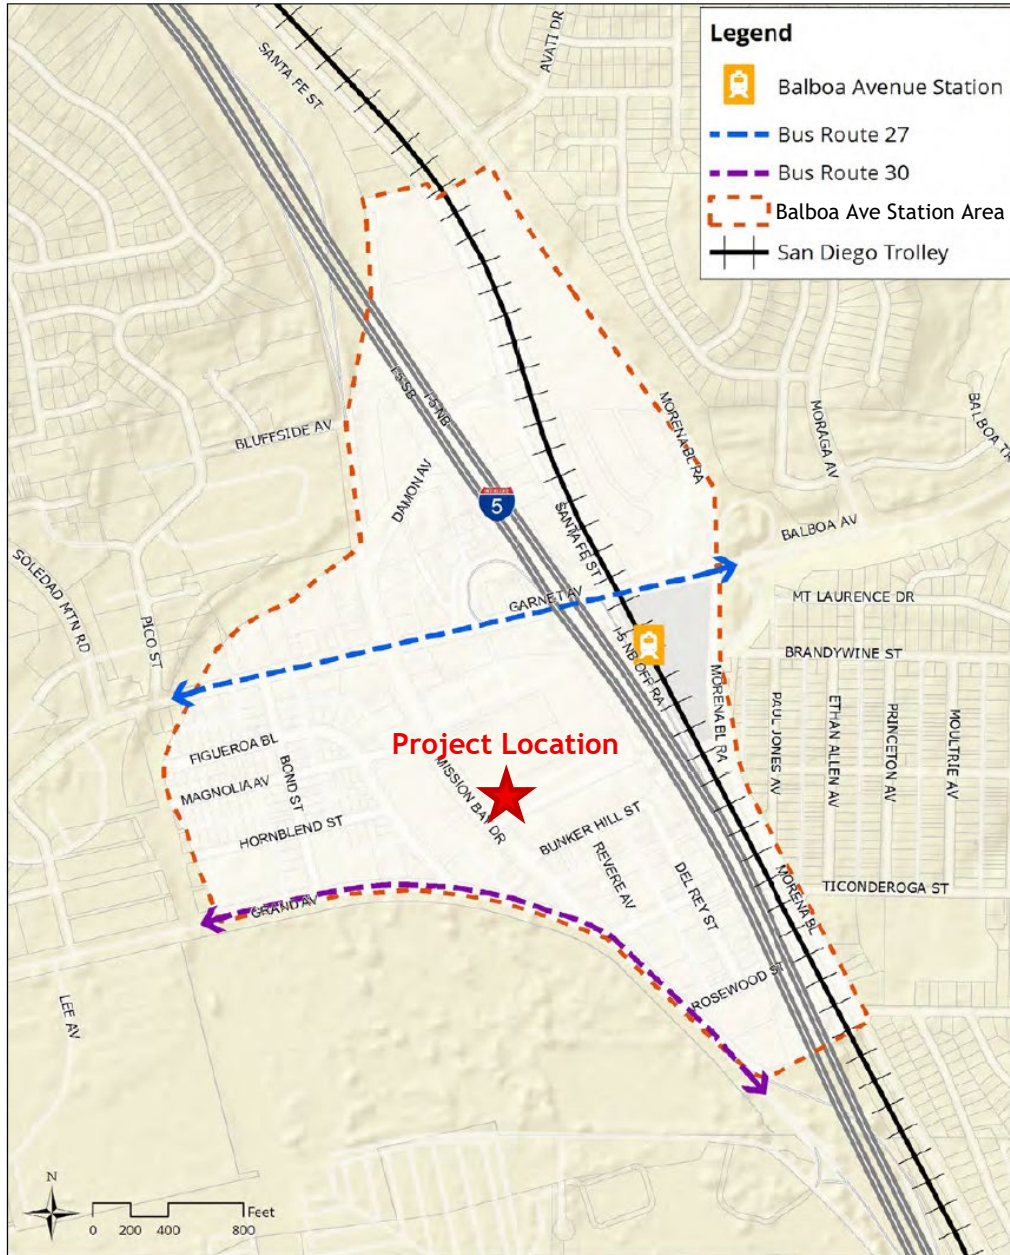 Legend
Balboa Avenue Station
Bus Route 27
Bus Route 30
Balboa Ave Station Area
San Diego Trolley
AVATI DR
SANTA FE ST
I-5 SB
I-5 NB
BLUFFSIDE AV
DAMON AV
INTERSTATE
5
MORENA BL RA
MORAGA AV
BALBOA
BALBOA AV
SANTA FE ST
GARNET AV
MT LAURENCE DR
SOLEDAD MTN RD
PICO ST
I-5 NB OFF RA
BRANDYWINE ST
MORENA BL RA
PAUL JONES AV
ETHAN ALLEN AV
PRINCETON AV
MOULTRIE AV
FIGUEROA BL
Project Location
MAGNOLIA AV
BOND ST
MISSION BAY DR
HORNBLEND ST
BUNKER HILL ST
REVERE AV
DEL REY ST
MORENA BL
TICONDEROGA ST
GRAND AV
ROSEWOOD ST
LEE AV
N
Feet
0 200 400 800